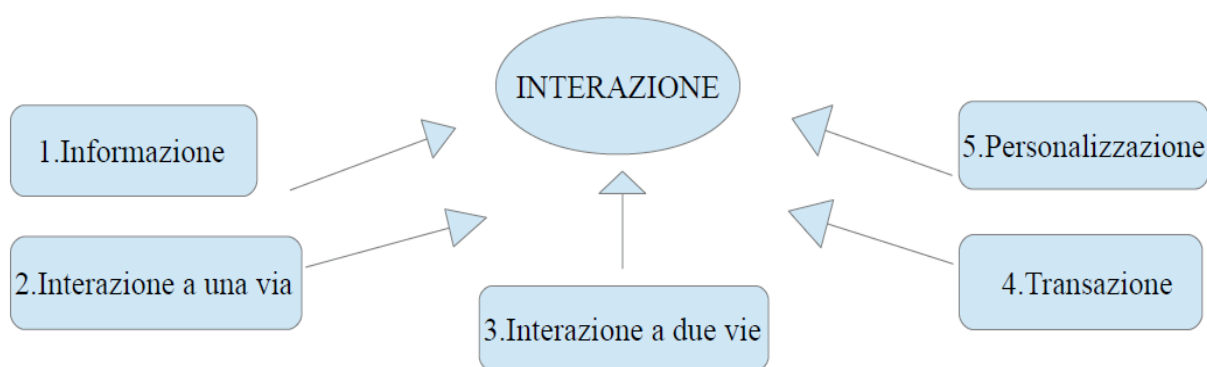 INTERAZIONE
1.Informazione
5.Personalizzazione
2.Interazione a una via
4.Transazione
3.Interazione a due vie